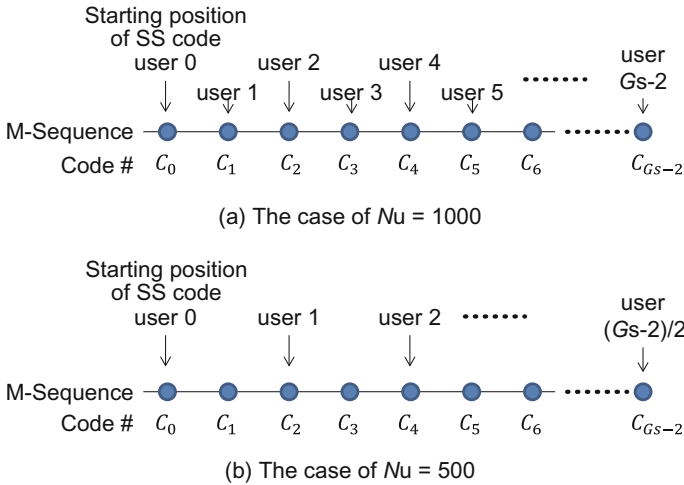 Starting position
of SS code
user 0 user 2 user 4 user
Gs-2
user 1 user 3 user 5
M-Sequence
Code # C0 C1 C2 C3 C4 C5 C6 CGs−2
(a) The case of Nu = 1000
Starting position
of SS code
user 0 user 1 user 2 user
(Gs-2)/2
M-Sequence
Code # C0 C1 C2 C3 C4 C5 C6 CGs−2
(b) The case of Nu = 500